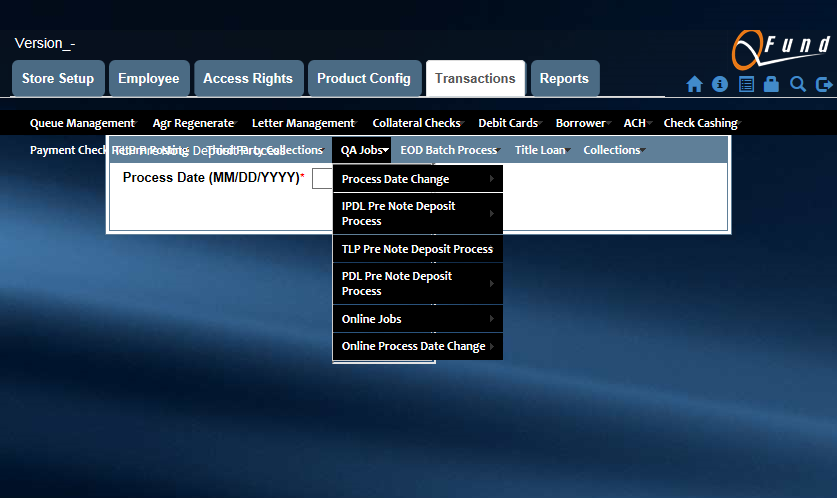 Version_-
QFund
Store Setup Employee Access Rights Product Config Transactions Reports
Queue Management Agr Regenerate Letter Management Collateral Checks Debit Cards Borrower ACH Check Cashing
Payment Check Third Party Collections QA Jobs EOD Batch Process Title Loan Collections
TLP Pre Note Deposit Process
Process Date (MM/DD/YYYY)*
Process Date Change
IPDL Pre Note Deposit
Process
TLP Pre Note Deposit Process
PDL Pre Note Deposit
Process
Online Jobs
Online Process Date Change